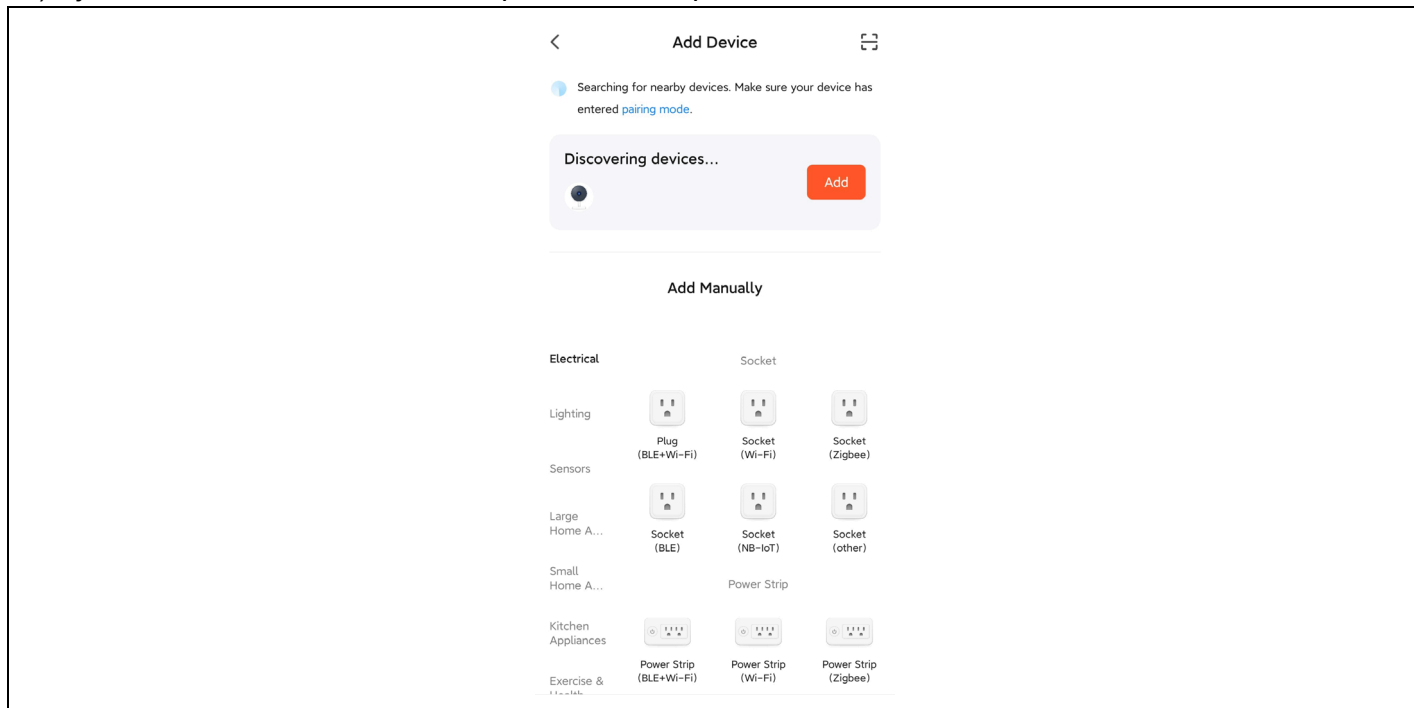 Add Device
Searching for nearby devices. Make sure your device has
entered pairing mode.
Discovering devices...
Add
Add Manually
Electrical
Socket
Lighting
Plug
(BLE+Wi-Fi)
Socket
(Wi-Fi)
Socket
(Zigbee)
Sensors
Large
Home A...
Socket
(BLE)
Socket
(NB-IoT)
Socket
(other)
Small
Home A...
Power Strip
Kitchen
Appliances
Power Strip
(BLE+Wi-Fi)
Power Strip
(Wi-Fi)
Power Strip
(Zigbee)
Exercise &